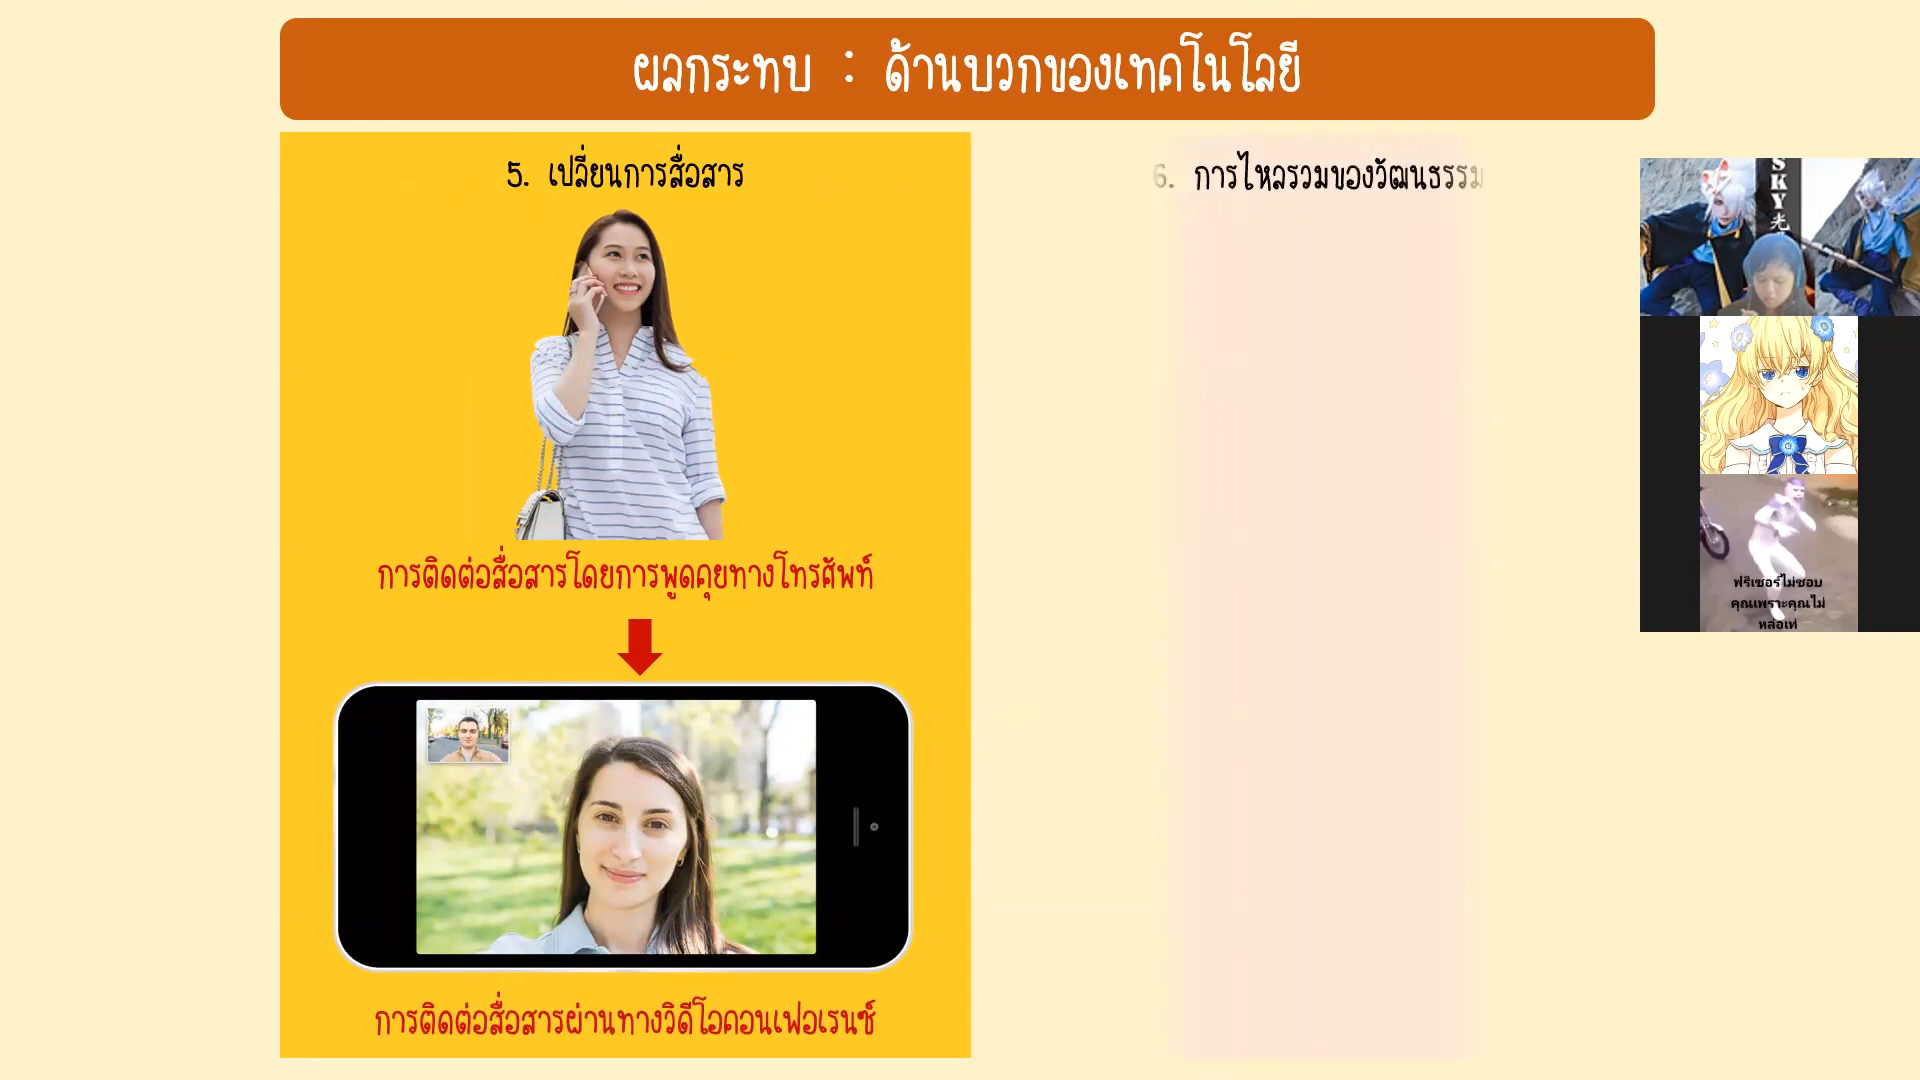 ผลกระทบ : ด้านบวกของเทคโนโลยี
5. เปลี่ยนการสื่อสาร
การติดต่อสื่อสารโดยการพูดคุยทางโทรศัพท์
การติดต่อสื่อสารผ่านทางวิดีโอคอนเฟอเรนซ์
6. การไหลรวมของวัฒนธรรม
SKY
光
ฟรีเซอร์ไม่ชอบ
คุณเพราะคุณไม่
หล่อเท่